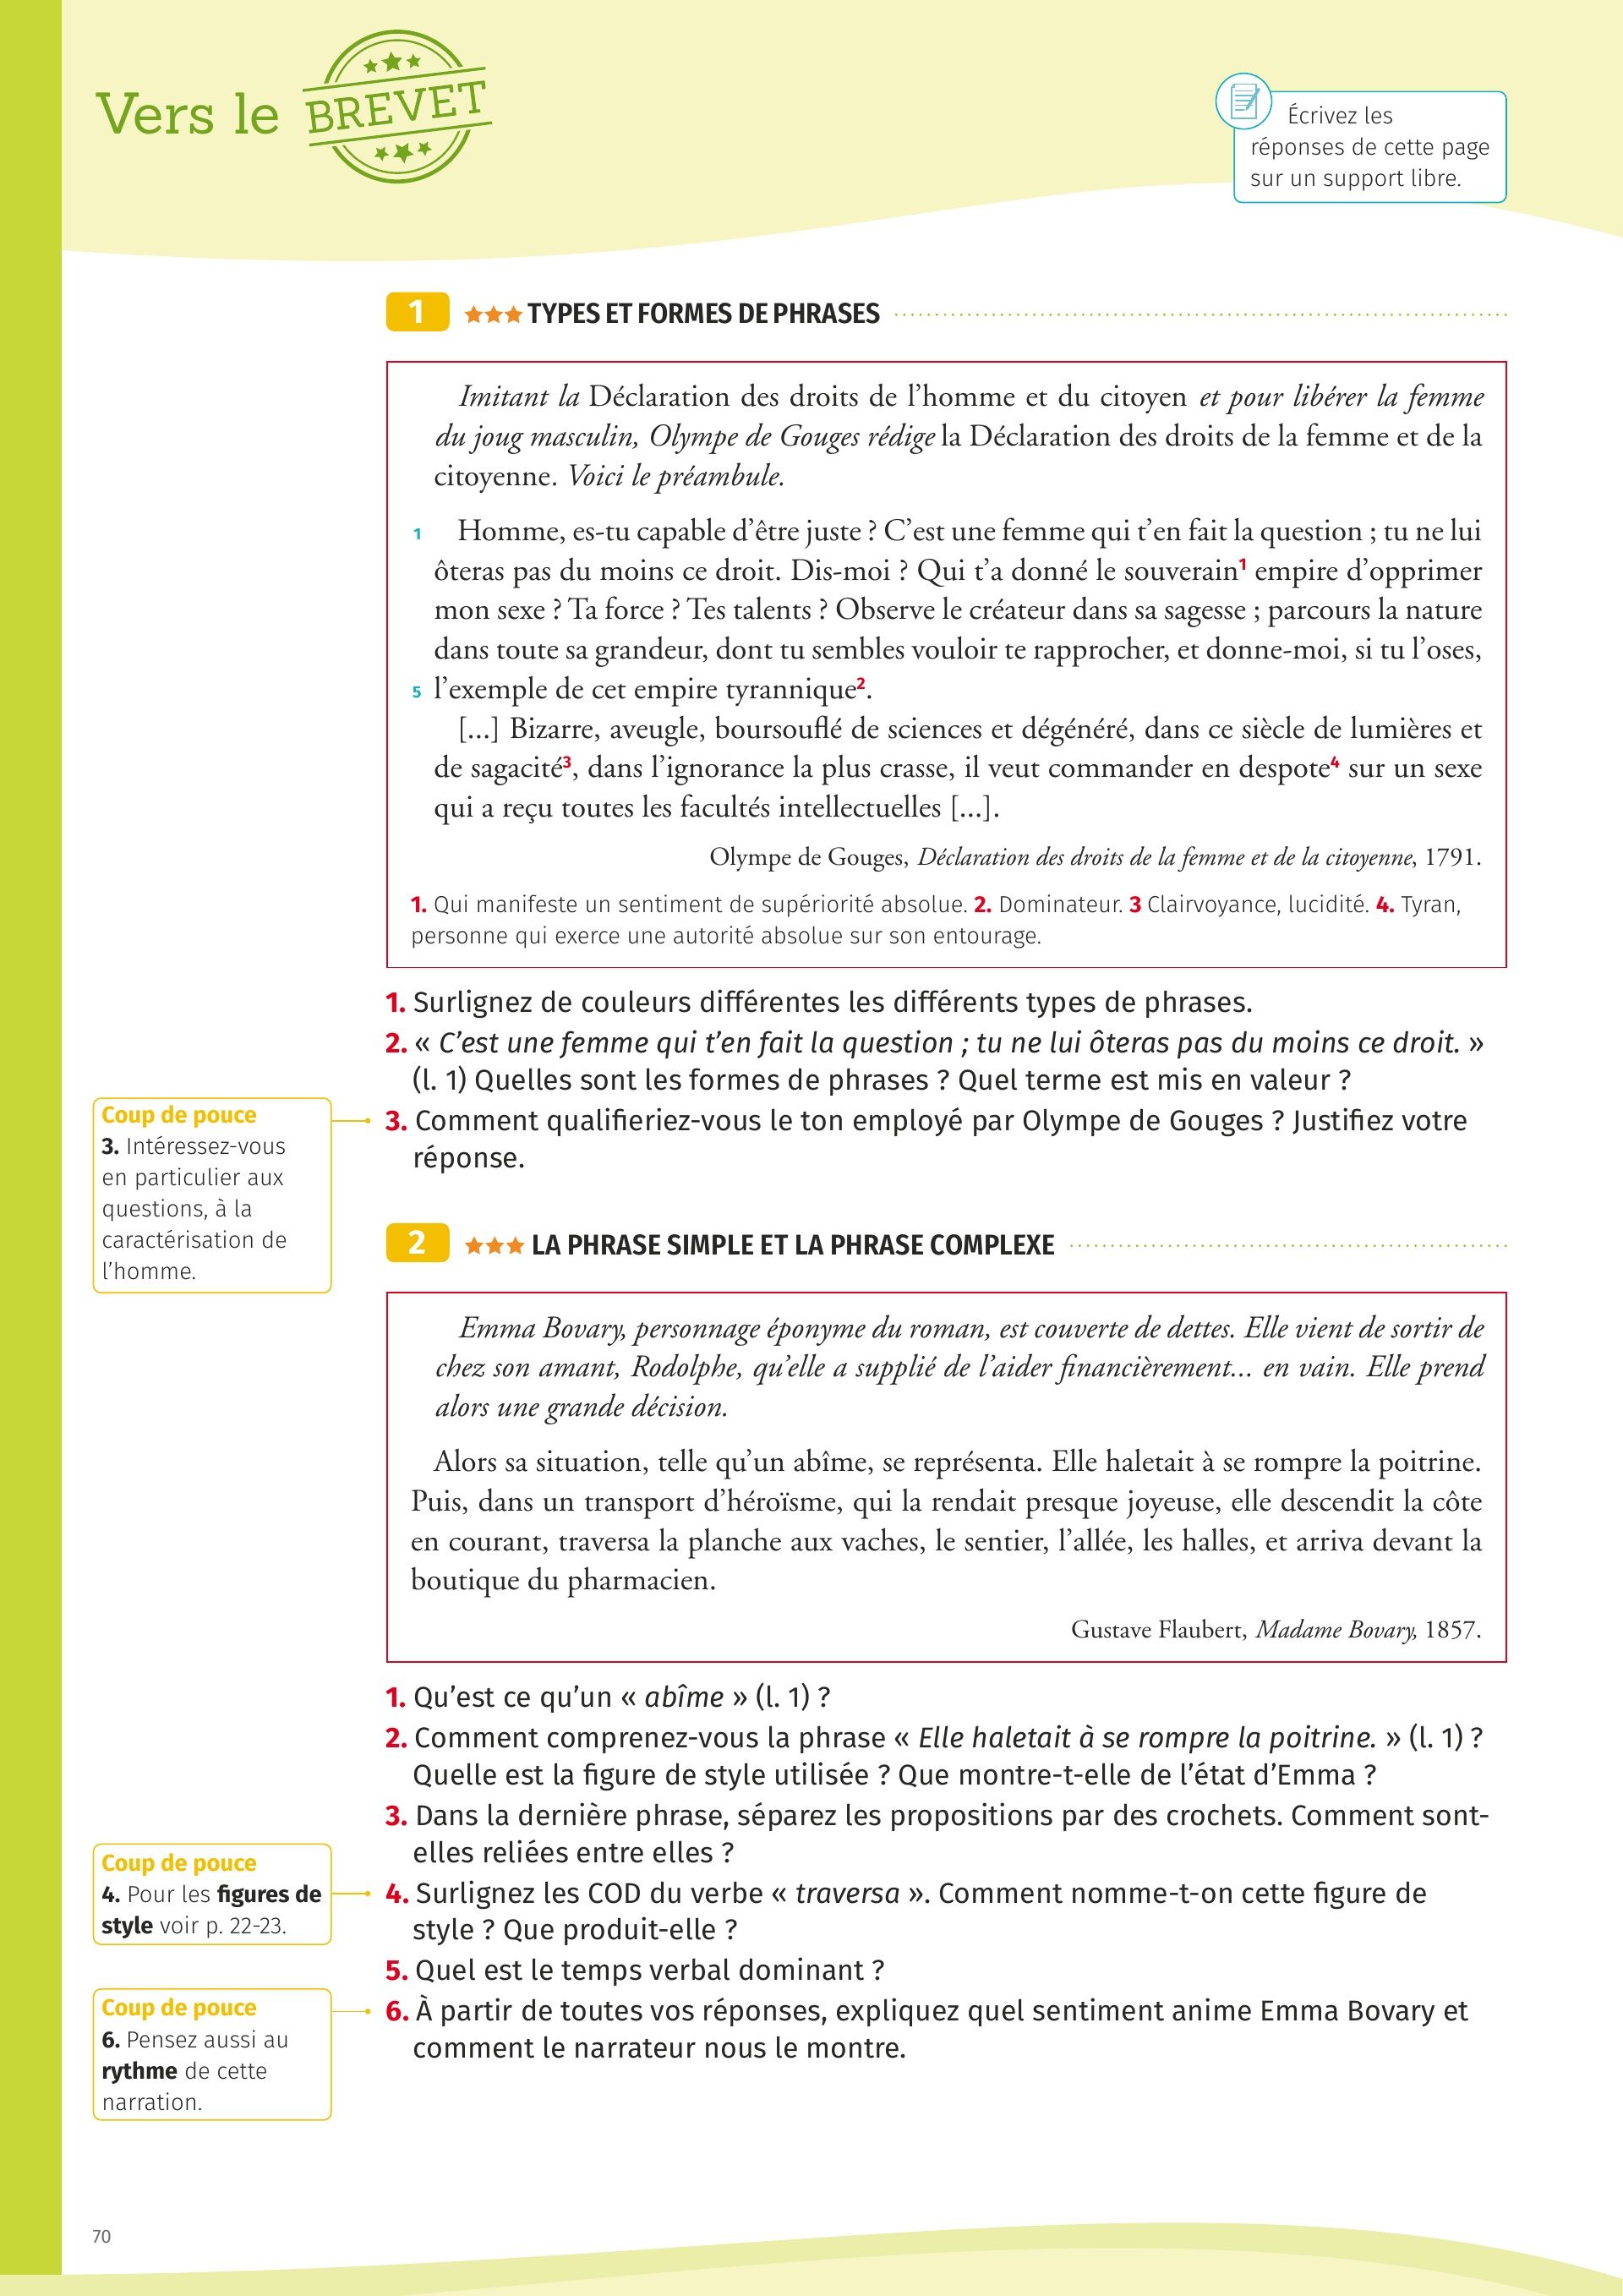 Vers le BREVET
Écrivez les
réponses de cette page
sur un support libre.
1 ★★★ TYPES ET FORMES DE PHRASES
Imitant la Déclaration des droits de l'homme et du citoyen et pour libérer la femme
du joug masculin, Olympe de Gouges rédige la Déclaration des droits de la femme et de la
citoyenne. Voici le préambule.
1 Homme, es-tu capable d'être juste ? C'est une femme qui t'en fait la question ; tu ne lui
ôteras pas du moins ce droit. Dis-moi ? Qui t'a donné le souverain1 empire d'opprimer
mon sexe ? Ta force ? Tes talents ? Observe le créateur dans sa sagesse ; parcours la nature
dans toute sa grandeur, dont tu sembles vouloir te rapprocher, et donne-moi, si tu l'oses,
5 l'exemple de cet empire tyrannique2.
[...] Bizarre, aveugle, boursouflé de sciences et dégénéré, dans ce siècle de lumières et
de sagacité3, dans l'ignorance la plus crasse, il veut commander en despote4 sur un sexe
qui a reçu toutes les facultés intellectuelles [...].
Olympe de Gouges, Déclaration des droits de la femme et de la citoyenne, 1791.
1. Qui manifeste un sentiment de supériorité absolue. 2. Dominateur. 3 Clairvoyance, lucidité. 4. Tyran,
personne qui exerce une autorité absolue sur son entourage.
1. Surlignez de couleurs différentes les différents types de phrases.
2. « C'est une femme qui t'en fait la question ; tu ne lui ôteras pas du moins ce droit. »
(l. 1) Quelles sont les formes de phrases ? Quel terme est mis en valeur ?
3. Comment qualifieriez-vous le ton employé par Olympe de Gouges ? Justifiez votre
réponse.
Coup de pouce
3. Intéressez-vous
en particulier aux
questions, à la
caractérisation de
l'homme.
2 ★★★ LA PHRASE SIMPLE ET LA PHRASE COMPLEXE
Emma Bovary, personnage éponyme du roman, est couverte de dettes. Elle vient de sortir de
chez son amant, Rodolphe, qu'elle a supplié de l'aider financièrement... en vain. Elle prend
alors une grande décision.
Alors sa situation, telle qu'un abîme, se représenta. Elle haletait à se rompre la poitrine.
Puis, dans un transport d'héroïsme, qui la rendait presque joyeuse, elle descendit la côte
en courant, traversa la planche aux vaches, le sentier, l'allée, les halles, et arriva devant la
boutique du pharmacien.
Gustave Flaubert, Madame Bovary, 1857.
1. Qu'est ce qu'un « abîme » (l. 1) ?
2. Comment comprenez-vous la phrase « Elle haletait à se rompre la poitrine. » (l. 1) ?
Quelle est la figure de style utilisée ? Que montre-t-elle de l'état d'Emma ?
3. Dans la dernière phrase, séparez les propositions par des crochets. Comment sont-
elles reliées entre elles ?
Coup de pouce
4. Pour les figures de
style voir p. 22-23.
4. Surlignez les COD du verbe « traversa ». Comment nomme-t-on cette figure de
style ? Que produit-elle ?
5. Quel est le temps verbal dominant ?
Coup de pouce
6. Pensez aussi au
rythme de cette
narration.
6. À partir de toutes vos réponses, expliquez quel sentiment anime Emma Bovary et
comment le narrateur nous le montre.
70